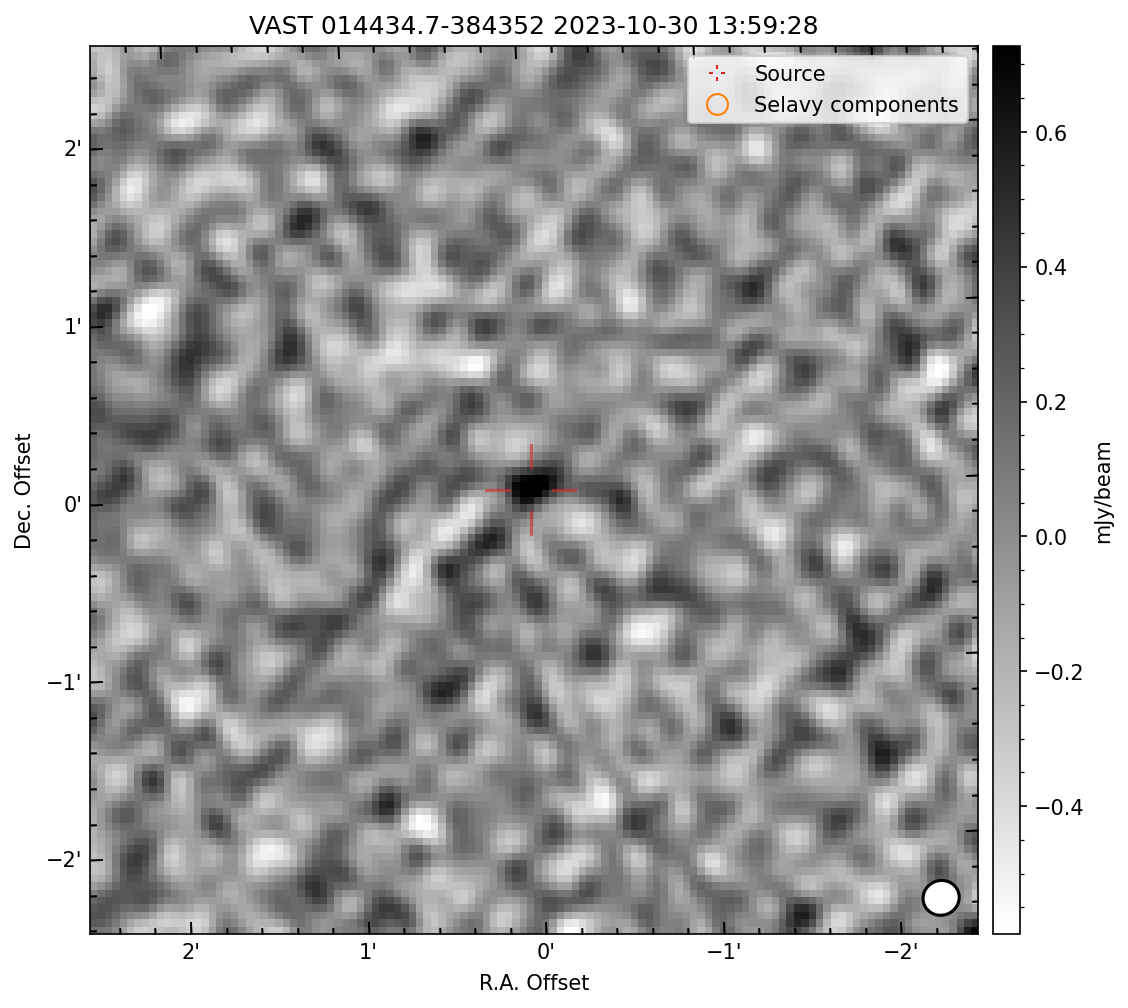 VAST 014434.7-384352 2023-10-30 13:59:28
Source
Selavy components
2'
1'
0'
−1'
−2'
Dec. Offset
2'
1'
0'
−1'
−2'
R.A. Offset
0.6
0.4
0.2
0.0
−0.2
−0.4
mJy/beam